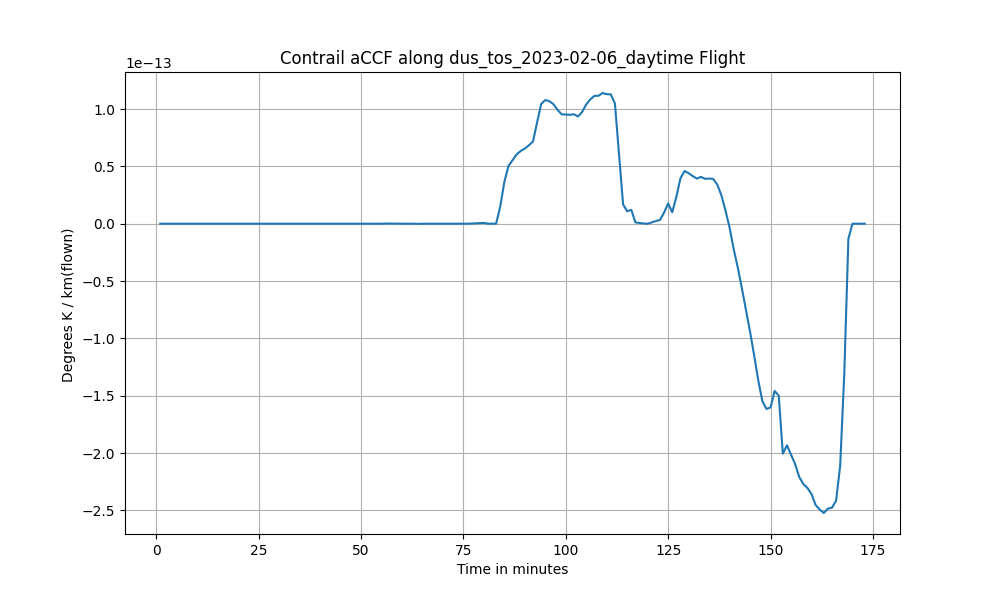 Contrail aCCF along dus_tos_2023-02-06_daytime Flight
1e−13
1.0
0.5
0.0
−0.5
−1.0
−1.5
−2.0
−2.5
Degrees K / km(flown)
0 25 50 75 100 125 150 175
Time in minutes